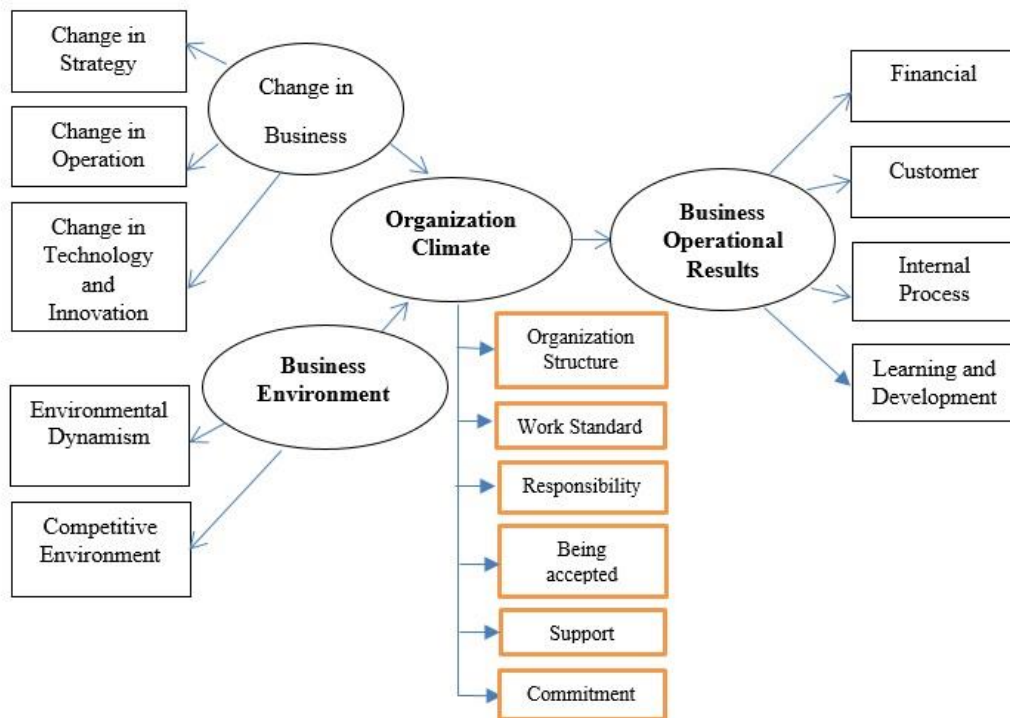 Change in
Strategy
Change in
Operation
Change in
Technology
and
Innovation
Change in
Business
Environmental
Dynamism
Competitive
Environment
Business
Environment
Organization
Climate
Organization
Structure
Work Standard
Responsibility
Being
accepted
Support
Commitment
Business
Operational
Results
Financial
Customer
Internal
Process
Learning and
Development